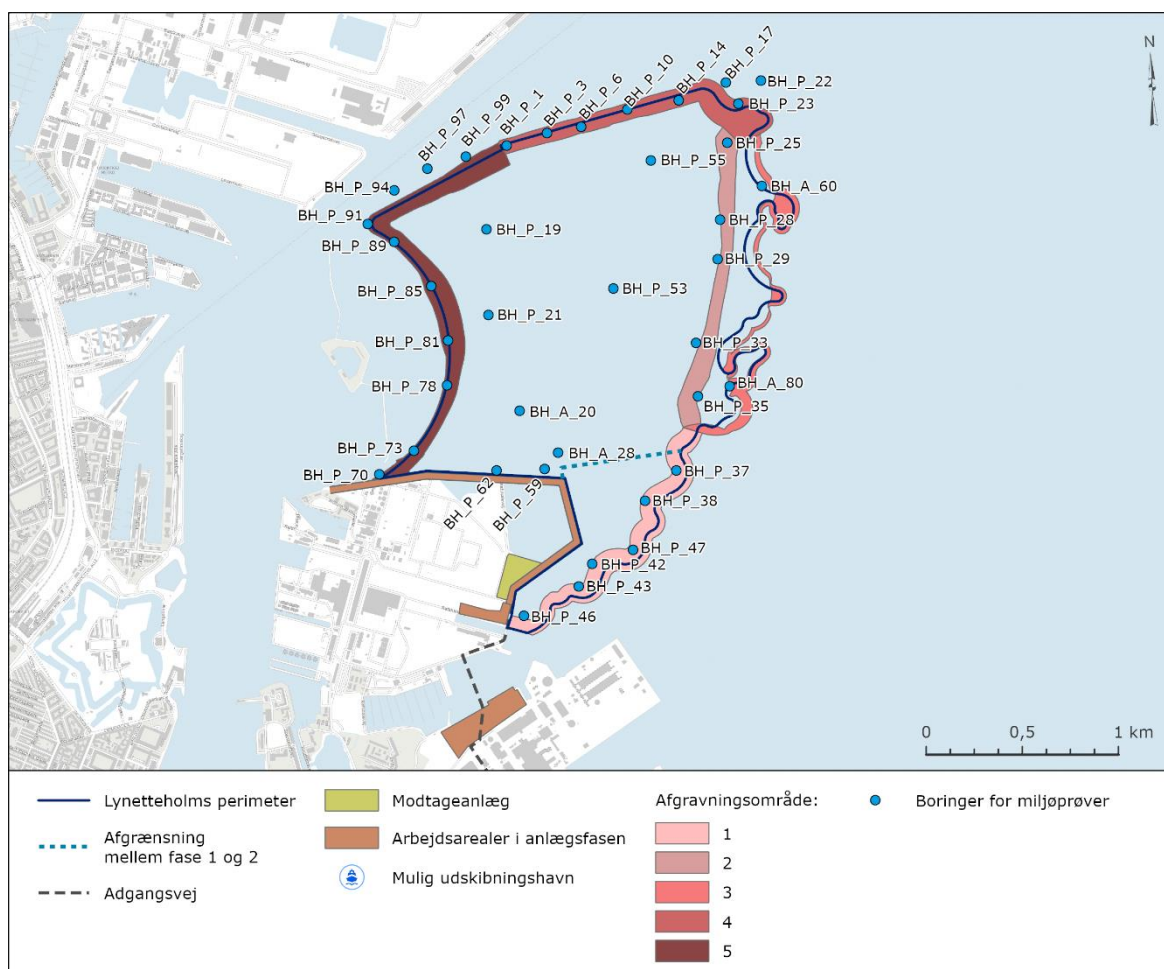 BH_P_17
BH_P_22
BH_P_14
BH_P_10
BH_P_6
BH_P_3
BH_P_1
BH_P_99
BH_P_97
BH_P_23
BH_P_25
BH_P_55
BH_P_94
BH_A_60
BH_P_91
BH_P_28
BH_P_89
BH_P_19
BH_P_29
BH_P_85
BH_P_53
BH_P_21
BH_P_81
BH_P_33
BH_P_78
BH_A_80
BH_P_35
BH_A_20
BH_P_73
BH_A_28
BH_P_70
BH_P_62
BH_P_59
BH_P_37
BH_P_38
BH_P_47
BH_P_42
BH_P_43
BH_P_46
N
0 0,5 1 km
Lynetteholms perimeter
Afgrænsning
mellem fase 1 og 2
Adgangsvej
Modtageanlæg
Arbejdsarealer i anlægsfasen
Mulig udskibningshavn
Afgravningsområde:
1
2
3
4
5
Boringer for miljøprøver